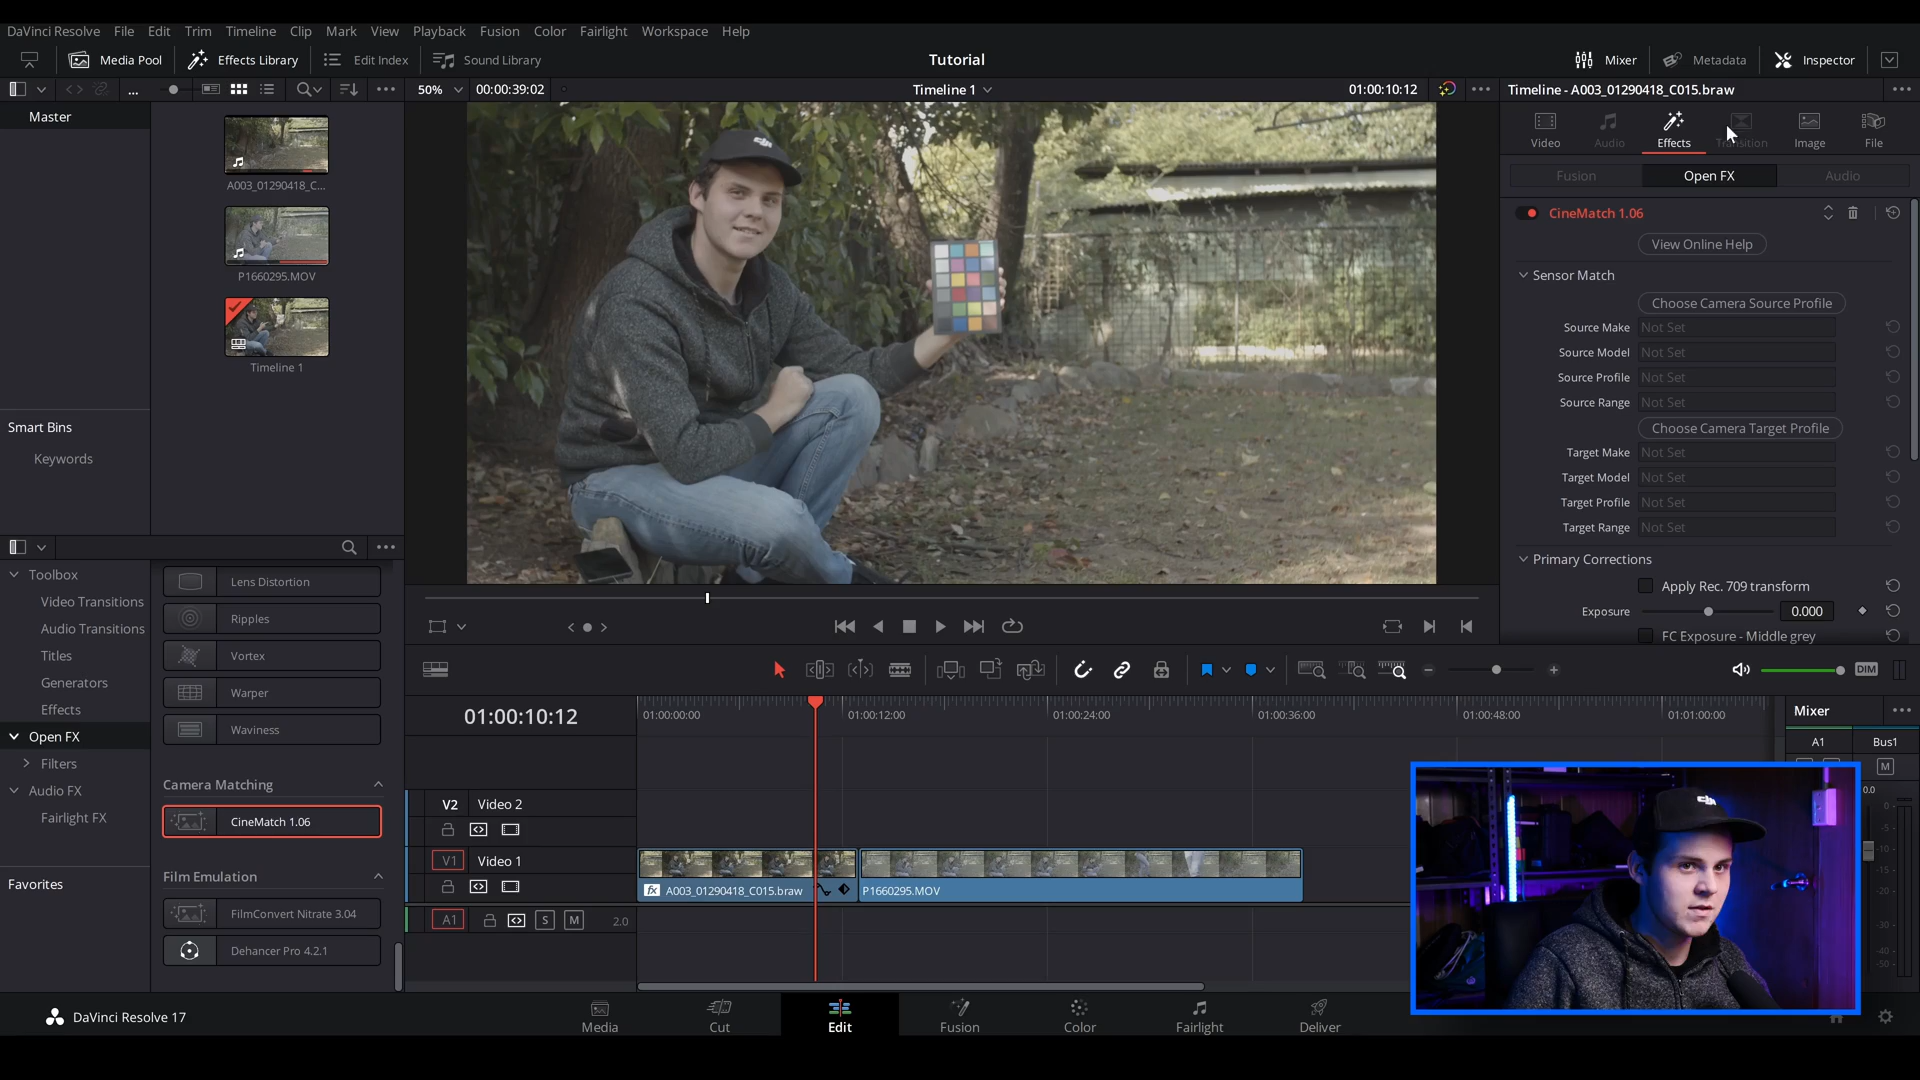 DaVinci Resolve File Edit Trim Timeline Clip Mark View Playback Fusion Color Fairlight Workspace Help
Media Pool Effects Library Edit Index Sound Library Tutorial Mixer Metadata Inspector
... 50% 00:00:39:02 Timeline 1 01:00:10:12 Timeline - A003_01290418_C015.braw
Master
A003_01290418_C...
P1660295.MOV
Timeline 1
Smart Bins
Keywords
Video Audio Effects Transition Image File
Fusion Open FX Audio
CineMatch 1.06
View Online Help
Sensor Match
Choose Camera Source Profile
Source Make Not Set
Source Model Not Set
Source Profile Not Set
Source Range Not Set
Choose Camera Target Profile
Target Make Not Set
Target Model Not Set
Target Profile Not Set
Target Range Not Set
Primary Corrections
Apply Rec. 709 transform
Exposure 0.000
FC Exposure - Middle grey
Toolbox
Video Transitions
Audio Transitions
Titles
Generators
Effects
Open FX
Filters
Audio FX
Fairlight FX
Favorites
Lens Distortion
Ripples
Vortex
Warper
Waviness
Camera Matching
CineMatch 1.06
Film Emulation
FilmConvert Nitrate 3.04
Dehancer Pro 4.2.1
DIM
01:00:10:12 01:00:00:00 01:00:12:00 01:00:24:00 01:00:36:00 01:00:48:00 01:01:00:00
V2 Video 2
V1 Video 1
fx A003_01290418_C015.braw P1660295.MOV
A1 S M 2.0
Mixer
A1 Bus1
M
0.0
-5
-10
-15
-20
-30
-40
-50
DaVinci Resolve 17 Media Cut Edit Fusion Color Fairlight Deliver